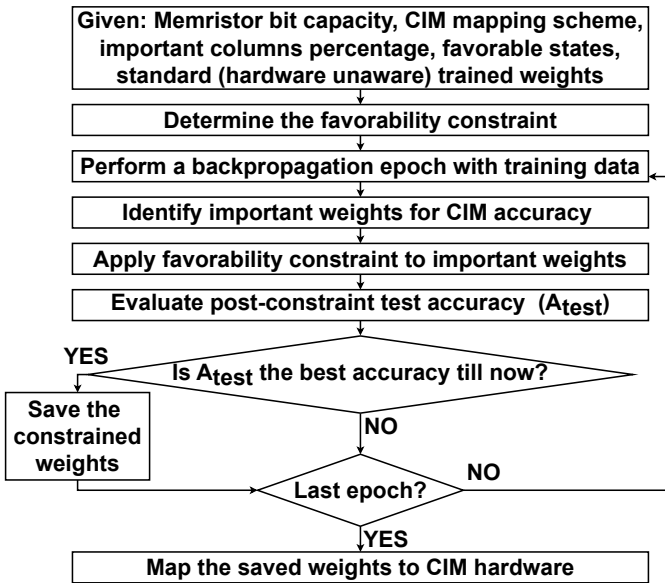 Given: Memristor bit capacity, CIM mapping scheme,
important columns percentage, favorable states,
standard (hardware unaware) trained weights
Determine the favorability constraint
Perform a backpropagation epoch with training data
Identify important weights for CIM accuracy
Apply favorability constraint to important weights
Evaluate post-constraint test accuracy (Atest)
YES
Is Atest the best accuracy till now?
Save the
constrained
weights
NO
Last epoch?
NO
YES
Map the saved weights to CIM hardware